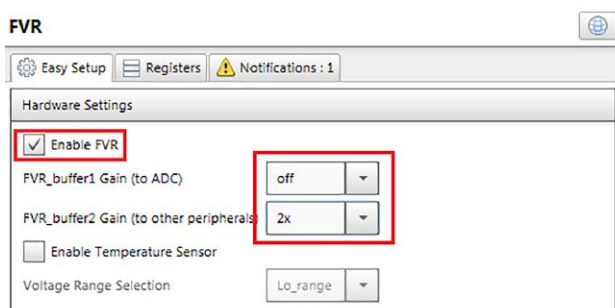 FVR
Easy Setup Registers Notifications : 1
Hardware Settings
Enable FVR
FVR_buffer1 Gain (to ADC) off
FVR_buffer2 Gain (to other peripherals) 2x
Enable Temperature Sensor
Voltage Range Selection Lo_range